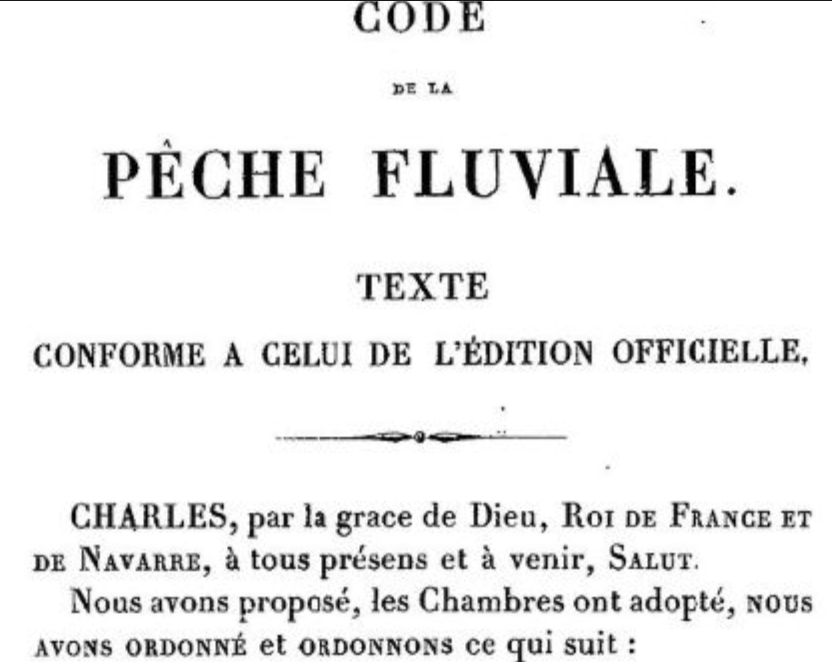 CODE
DE LA
PÊCHE FLUVIALE.
TEXTE
CONFORME A CELUI DE L'ÉDITION OFFICIELLE,
CHARLES, par la grace de Dieu, ROI DE FRANCE ET
DE NAVARRE, à tous présens et à venir, SALUT.
Nous avons proposé, les Chambres ont adopté, NOUS
AVONS ORDONNÉ et ORDONNONS ce qui suit :